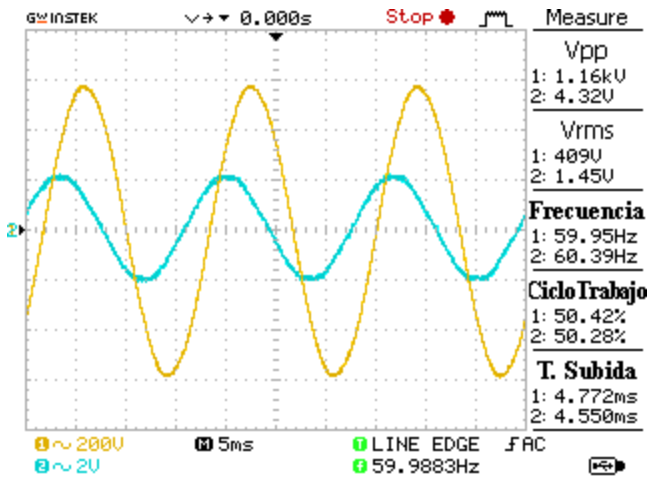 GW INSTEK 0.000s Stop Measure
Vpp
1: 1.16kV
2: 4.32V
Vrms
1: 409V
2: 1.45V
Frecuencia
1: 59.95Hz
2: 60.39Hz
CicloTrabajo
1: 50.42%
2: 50.28%
T. Subida
1: 4.772ms
2: 4.550ms
2
1 ~ 200V M 5ms T LINE EDGE AC
2 ~ 2V f 59.9883Hz